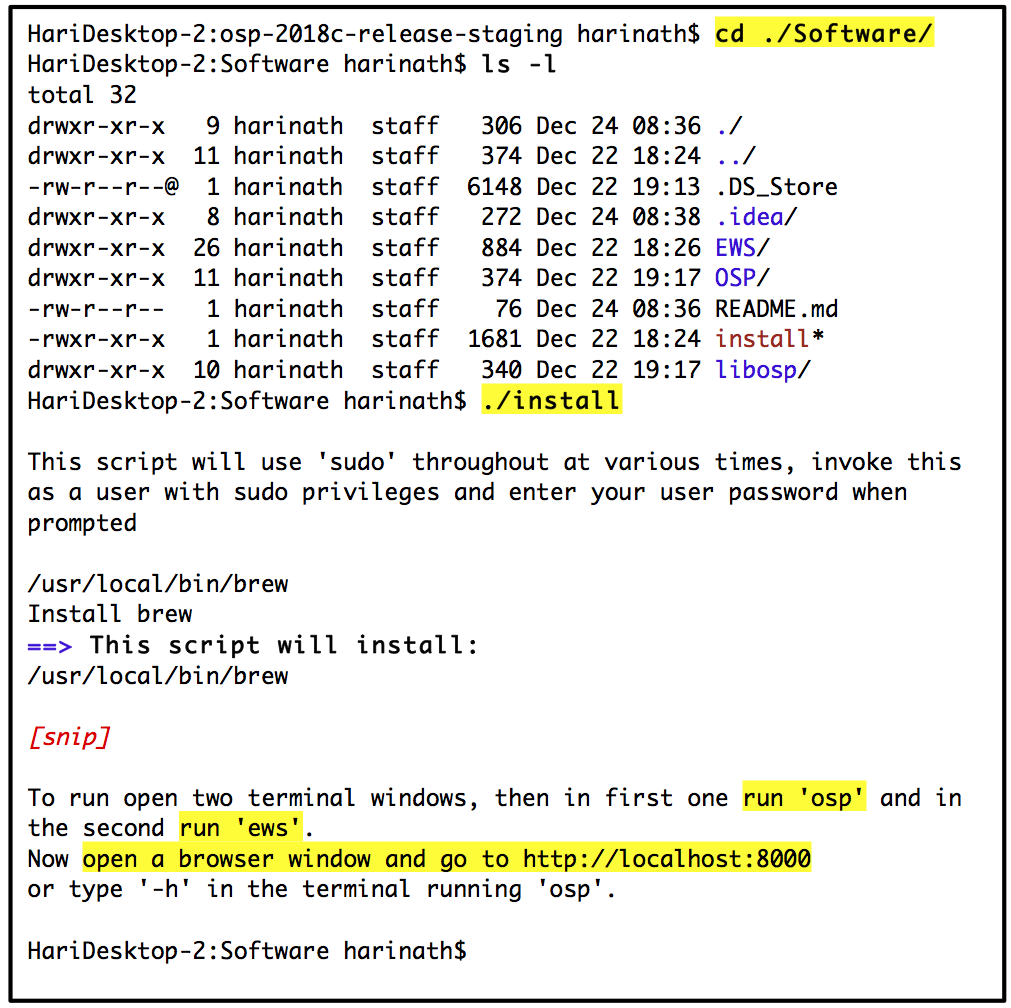 HariDesktop-2:osp-2018c-release-staging harinath$ cd ./Software/
HariDesktop-2:Software harinath$ ls -l
total 32
drwxr-xr-x   9 harinath  staff   306 Dec 24 08:36 ./
drwxr-xr-x  11 harinath  staff   374 Dec 22 18:24 ../
-rw-r--r--@  1 harinath  staff  6148 Dec 22 19:13 .DS_Store
drwxr-xr-x   8 harinath  staff   272 Dec 24 08:38 .idea/
drwxr-xr-x  26 harinath  staff   884 Dec 22 18:26 EWS/
drwxr-xr-x  11 harinath  staff   374 Dec 22 19:17 OSP/
-rw-r--r--   1 harinath  staff    76 Dec 24 08:36 README.md
-rwxr-xr-x   1 harinath  staff  1681 Dec 22 18:24 install*
drwxr-xr-x  10 harinath  staff   340 Dec 22 19:17 libosp/
HariDesktop-2:Software harinath$ ./install
This script will use 'sudo' throughout at various times, invoke this
as a user with sudo privileges and enter your user password when
prompted
/usr/local/bin/brew
Install brew
==> This script will install:
/usr/local/bin/brew
[snip]
To run open two terminal windows, then in first one run 'osp' and in
the second run 'ews'.
Now open a browser window and go to http://localhost:8000
or type '-h' in the terminal running 'osp'.
HariDesktop-2:Software harinath$